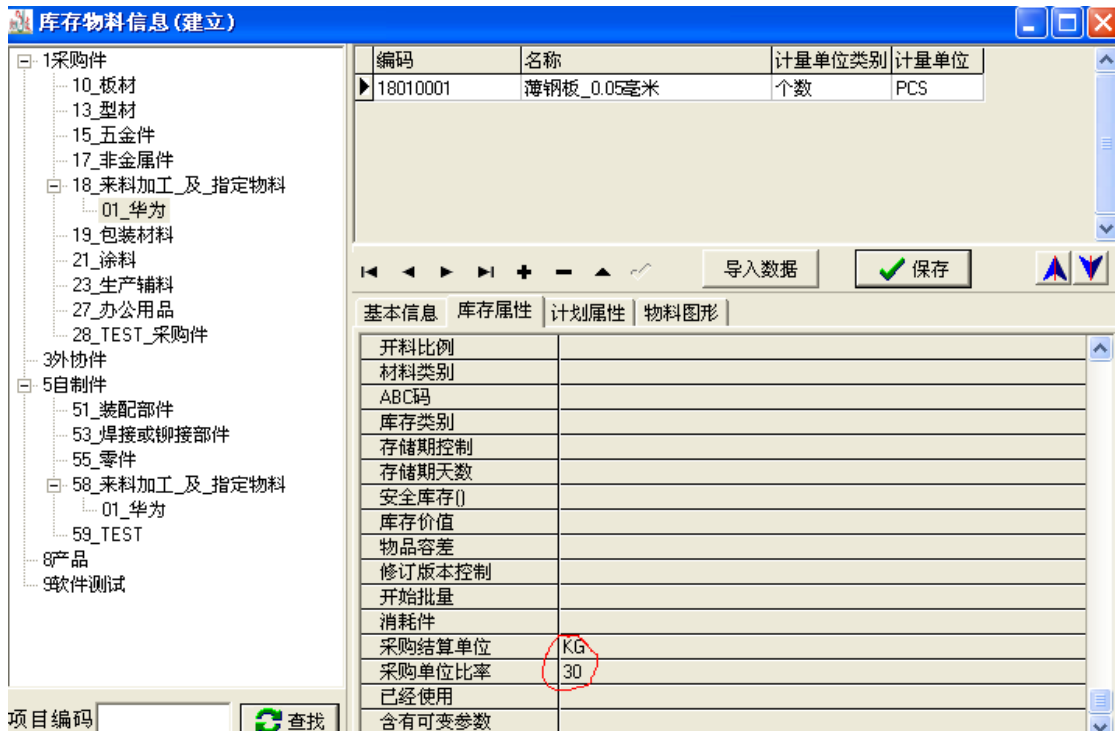 库存物料信息(建立)
1采购件
10_板材
13_型材
15_五金件
17_非金属件
18_来料加工_及_指定物料
01_华为
19_包装材料
21_涂料
23_生产辅料
27_办公用品
28_TEST_采购件
3外协件
5自制件
51_装配部件
53_焊接或铆接部件
55_零件
58_来料加工_及_指定物料
01_华为
59_TEST
8产品
9软件测试
项目编码 查找
编码 名称 计量单位类别 计量单位
18010001 薄钢板_0.05毫米 个数 PCS
导入数据 保存
基本信息 库存属性 计划属性 物料图形
开料比例
材料类别
ABC码
库存类别
存储期控制
存储期天数
安全库存()
库存价值
物品容差
修订版本控制
开始批量
消耗件
采购结算单位 KG
采购单位比率 30
已经使用
含有可变参数